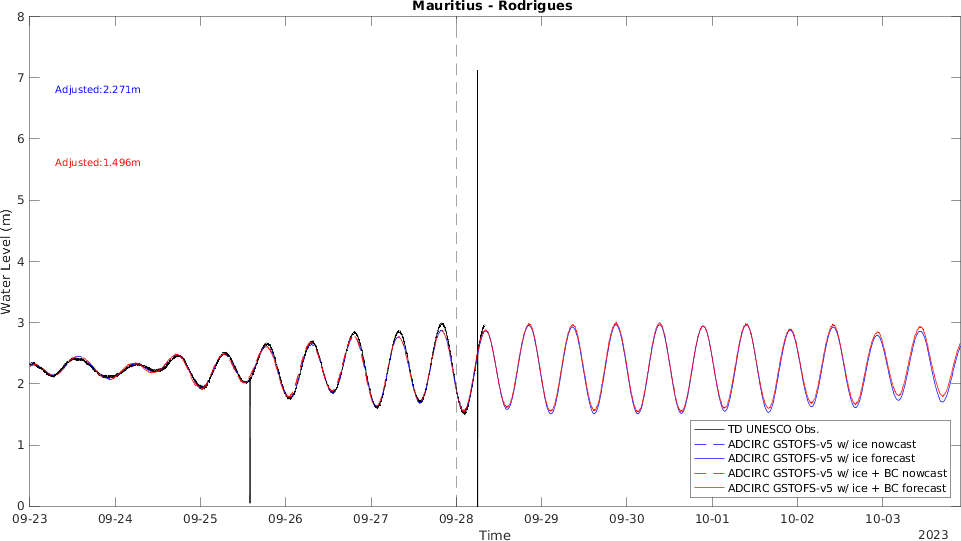 Mauritius - Rodrigues
8
7
6
5
4
3
2
1
0
Water Level (m)
Adjusted:2.271m
Adjusted:1.496m
TD UNESCO Obs.
ADCIRC GSTOFS-v5 w/ ice nowcast
ADCIRC GSTOFS-v5 w/ ice forecast
ADCIRC GSTOFS-v5 w/ ice + BC nowcast
ADCIRC GSTOFS-v5 w/ ice + BC forecast
09-23 09-24 09-25 09-26 09-27 09-28 09-29 09-30 10-01 10-02 10-03
Time
2023